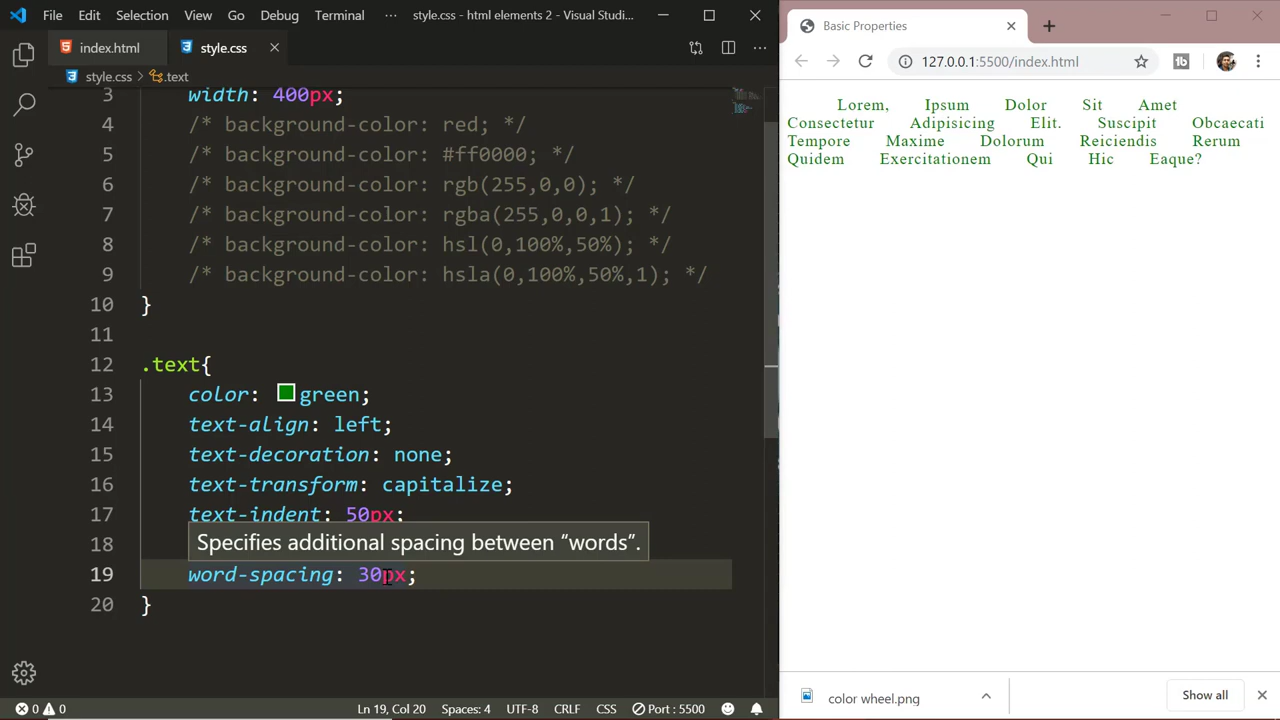 File Edit Selection View Go Debug Terminal ··· style.css - html elements 2 - Visual Studi...
index.html style.css
style.css > .text
3 width: 400px;
4 /* background-color: red; */
5 /* background-color: #ff0000; */
6 /* background-color: rgb(255,0,0); */
7 /* background-color: rgba(255,0,0,1); */
8 /* background-color: hsl(0,100%,50%); */
9 /* background-color: hsla(0,100%,50%,1); */
10 }
11
12 .text{
13 color: green;
14 text-align: left;
15 text-decoration: none;
16 text-transform: capitalize;
17 text-indent: 50px;
18
Specifies additional spacing between “words”.
19 word-spacing: 30px;
20 }
0 0 Ln 19, Col 20 Spaces: 4 UTF-8 CRLF CSS Port : 5500
Basic Properties
127.0.0.1:5500/index.html
Lorem, Ipsum Dolor Sit Amet
Consectetur Adipisicing Elit. Suscipit Obcaecati
Tempore Maxime Dolorum Reiciendis Rerum
Quidem Exercitationem Qui Hic Eaque?
color wheel.png Show all